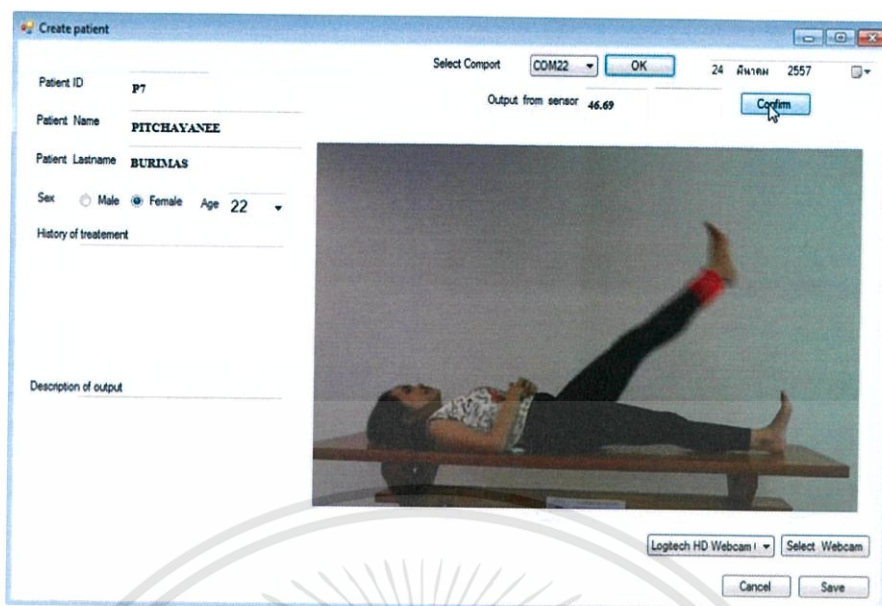 Create patient
Select Comport COM22 OK 24 มีนาคม 2557
Patient ID P7
Output from sensor 46.69 Confirm
Patient Name PITCHAYANEE
Patient Lastname BURIMAS
Sex Male Female Age 22
History of treatement
Description of output
Logitech HD Webcam Select Webcam
Cancel Save